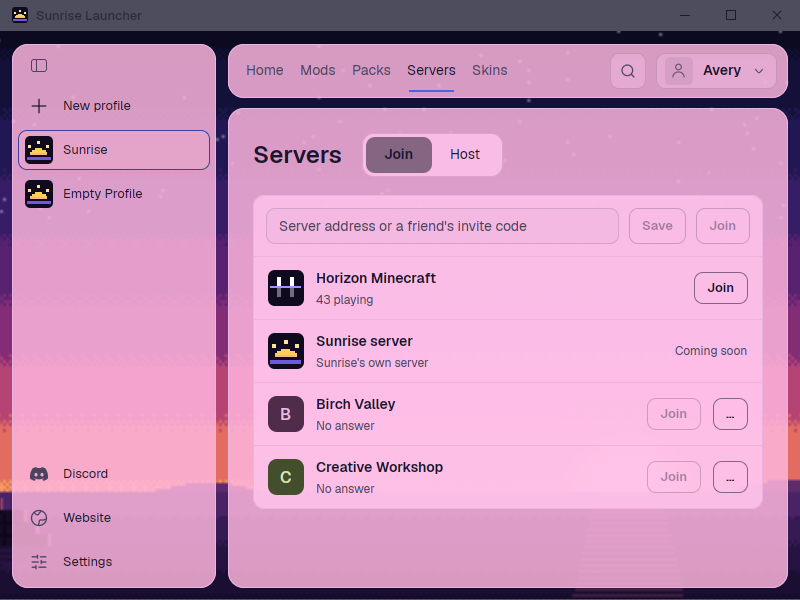 Sunrise Launcher
New profile
Sunrise
Empty Profile
Discord
Website
Settings
Home Mods Packs Servers Skins
Avery
Servers
Join Host
Server address or a friend's invite code
Save Join
Horizon Minecraft
43 playing
Join
Sunrise server
Sunrise's own server
Coming soon
B
Birch Valley
No answer
Join ...
C
Creative Workshop
No answer
Join ...